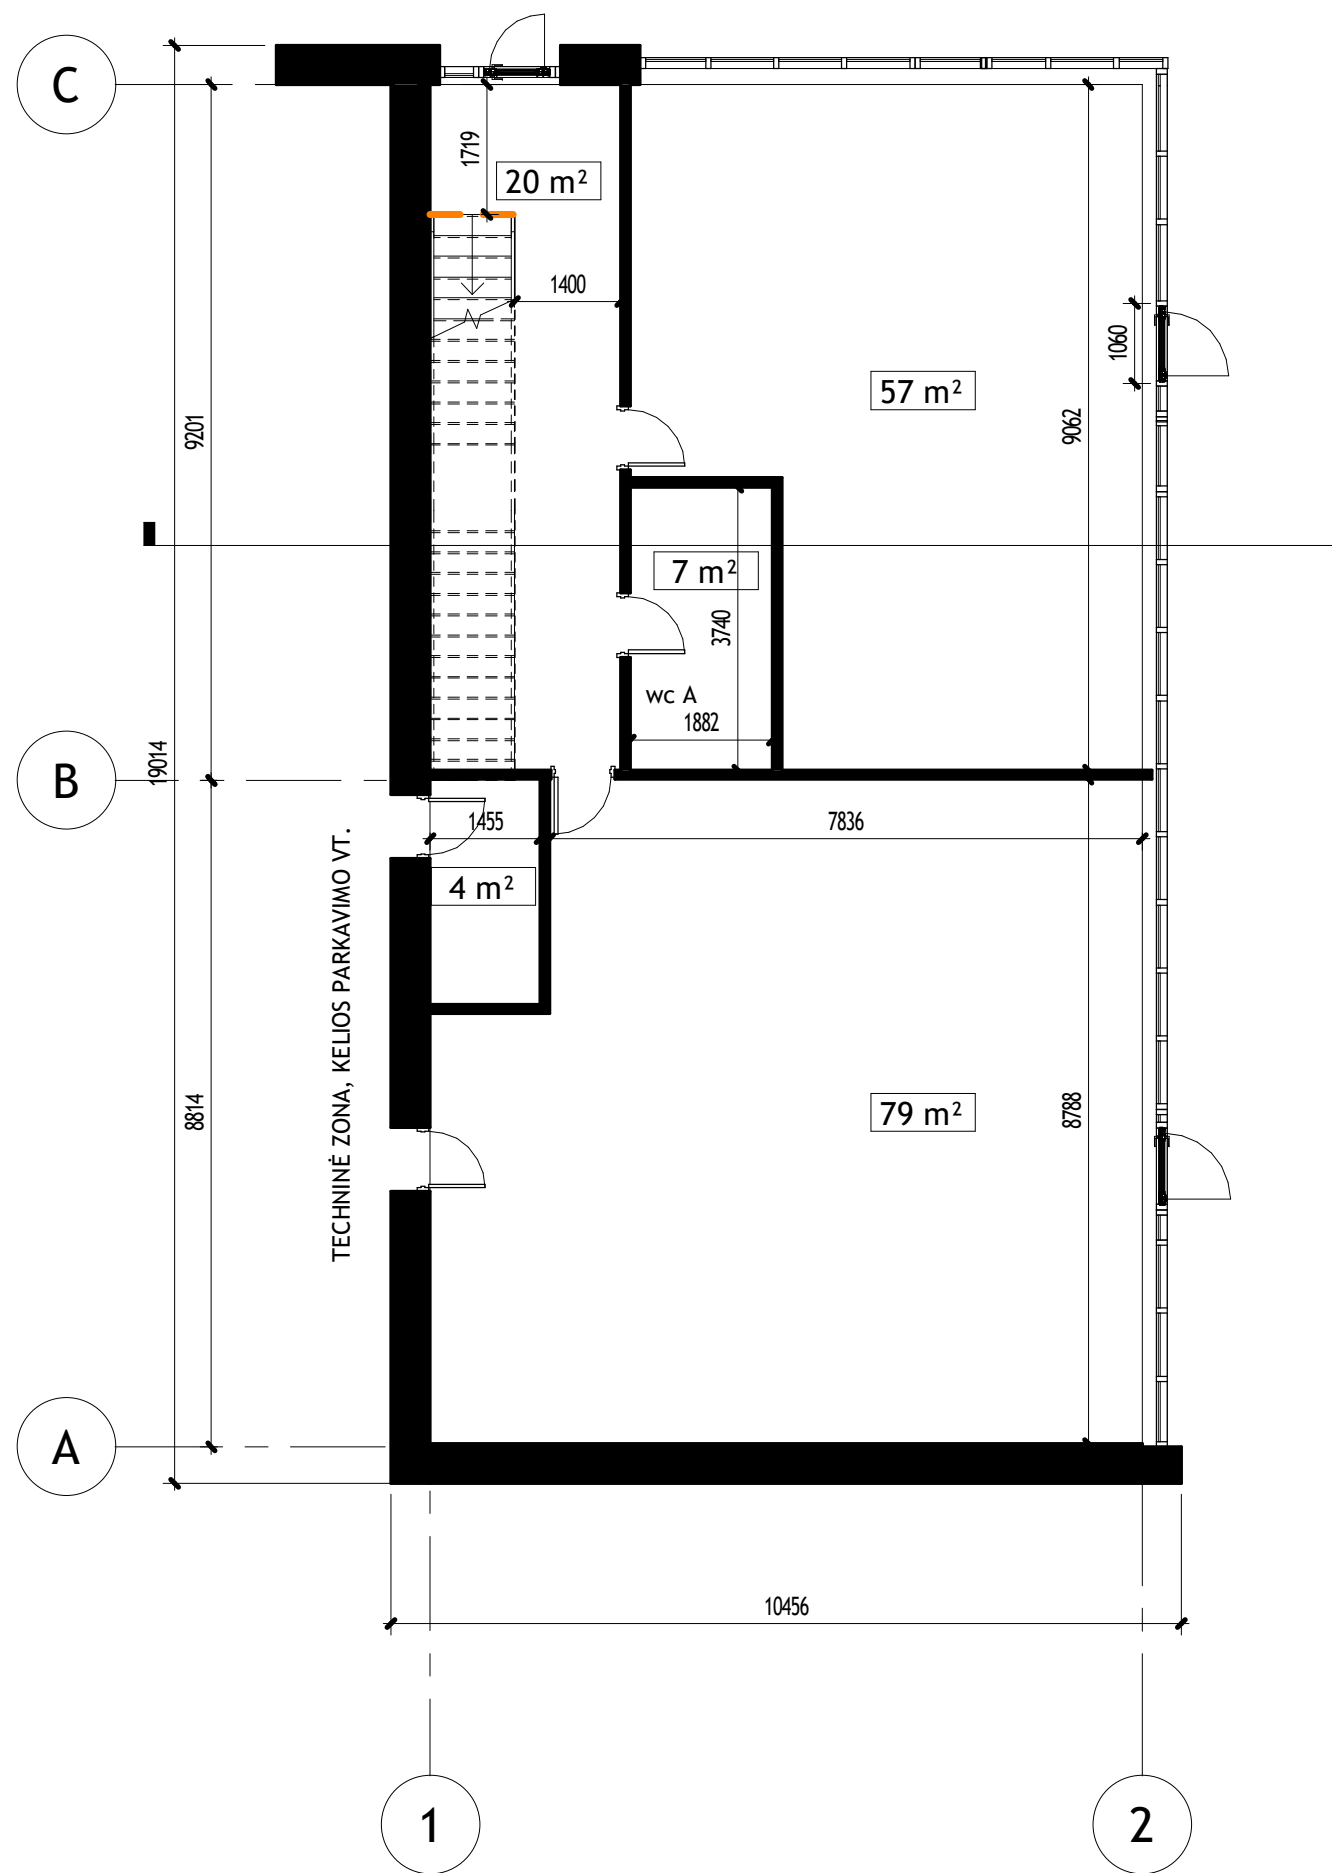 C
1719
20 m²
1400
1060
57 m²
9201
9062
7 m²
3740
wc A
1882
B
19014
1455
7836
4 m²
TECHNINĖ ZONA, KELIOS PARKAVIMO VT.
8814
79 m²
8788
A
10456
1
2